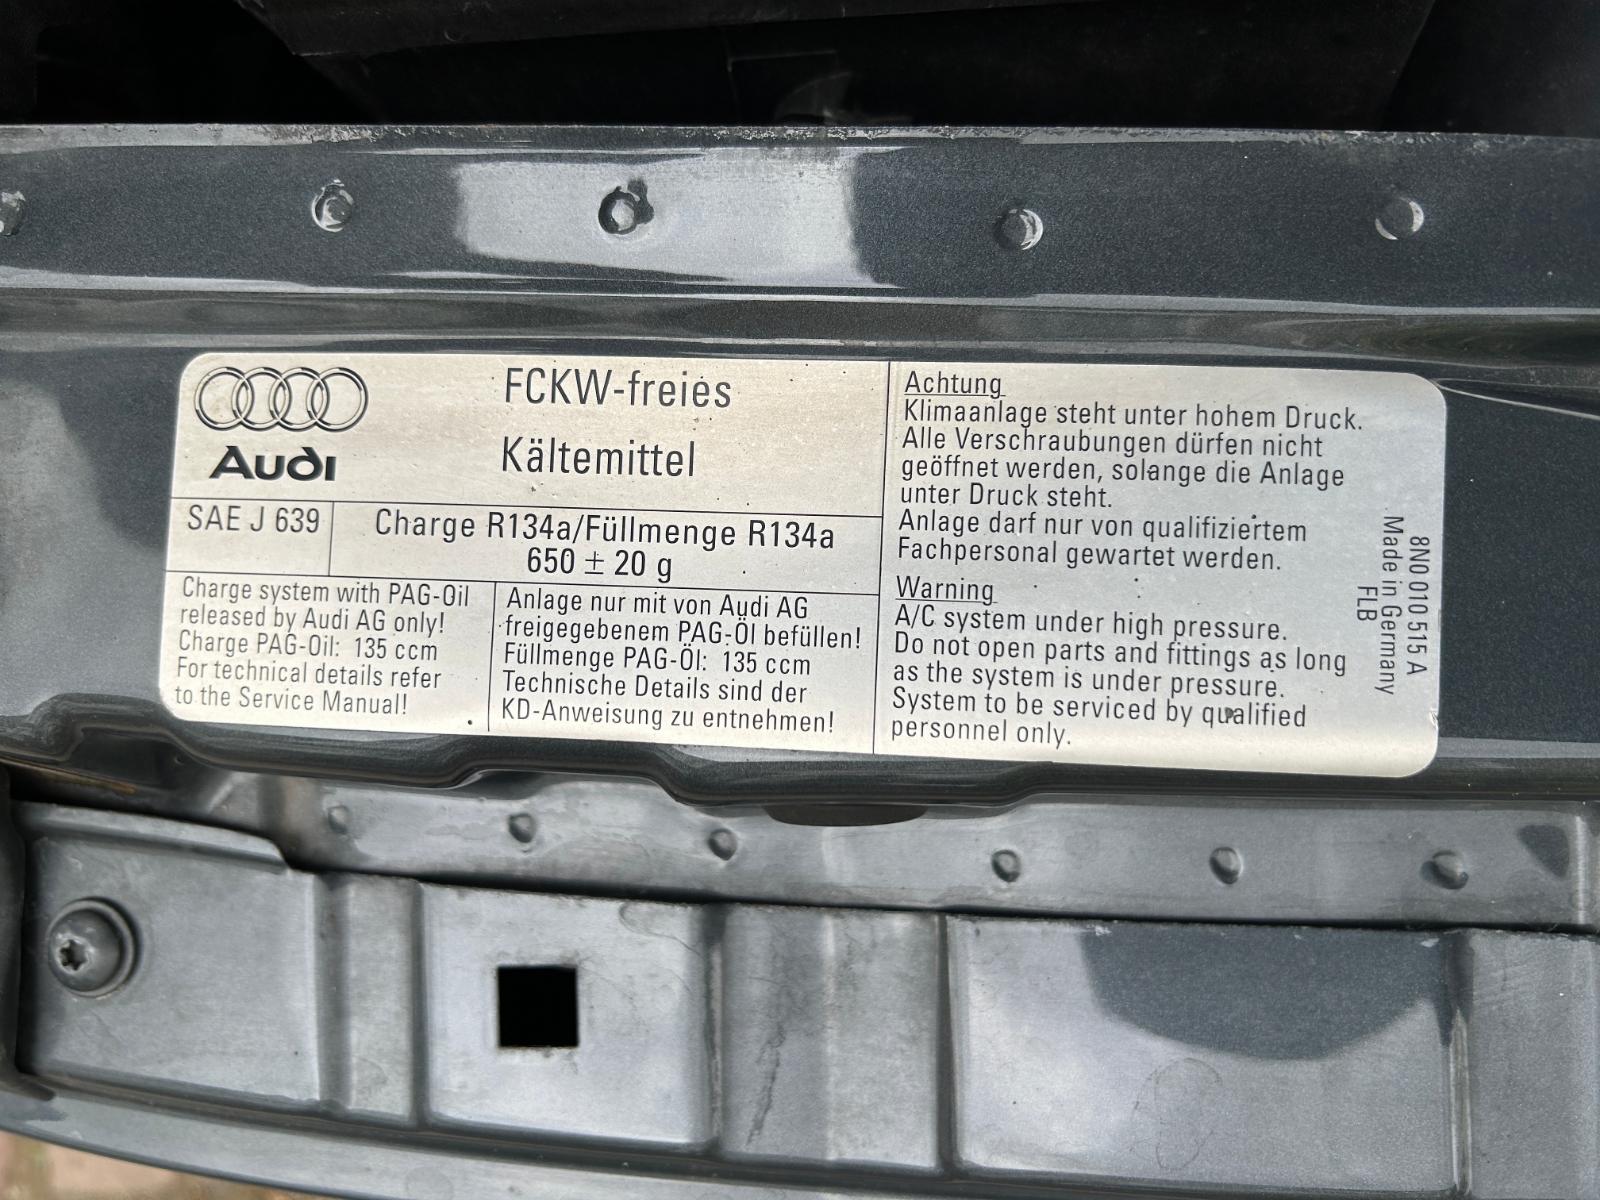 Audi
FCKW-freies
Kältemittel
SAE J 639
Charge R134a/Füllmenge R134a
650 ± 20 g
Charge system with PAG-Oil
released by Audi AG only!
Charge PAG-Oil: 135 ccm
For technical details refer
to the Service Manual!
Anlage nur mit von Audi AG
freigegebenem PAG-Öl befüllen!
Füllmenge PAG-Öl: 135 ccm
Technische Details sind der
KD-Anweisung zu entnehmen!
Achtung
Klimaanlage steht unter hohem Druck.
Alle Verschraubungen dürfen nicht
geöffnet werden, solange die Anlage
unter Druck steht.
Anlage darf nur von qualifiziertem
Fachpersonal gewartet werden.
Warning
A/C system under high pressure.
Do not open parts and fittings as long
as the system is under pressure.
System to be serviced by qualified
personnel only.
8N0 010 515 A
Made in Germany
FLB